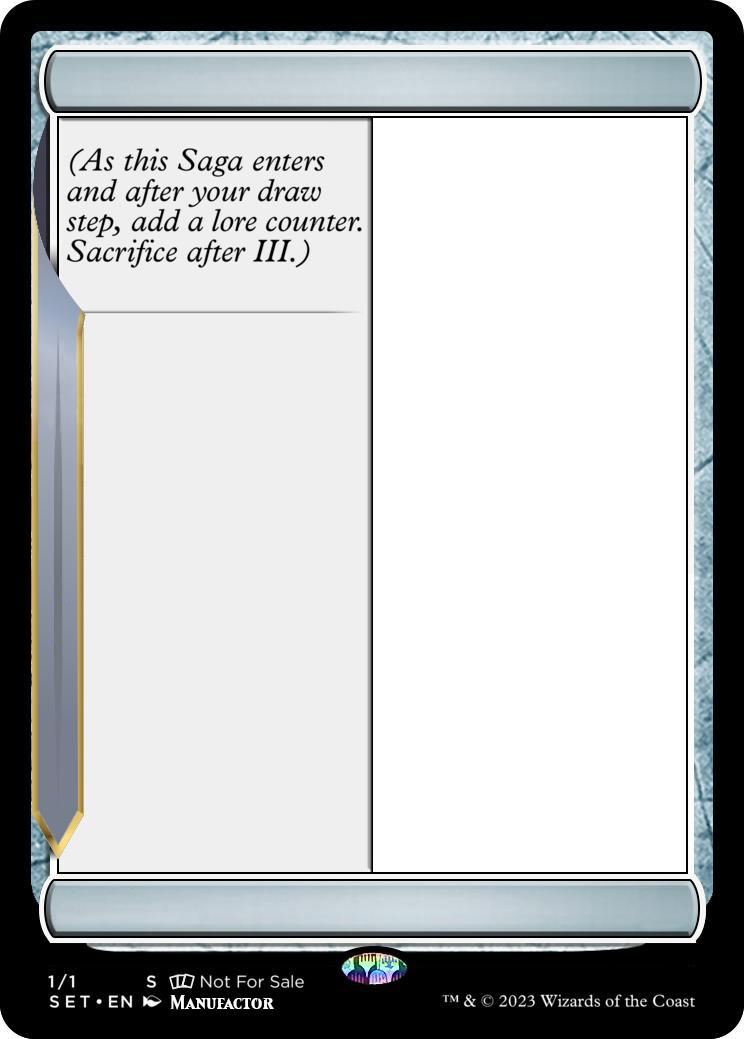 (As this Saga enters
and after your draw
step, add a lore counter.
Sacrifice after III.)
1/1 S Not For Sale
SET • EN Manufactor
™ & © 2023 Wizards of the Coast